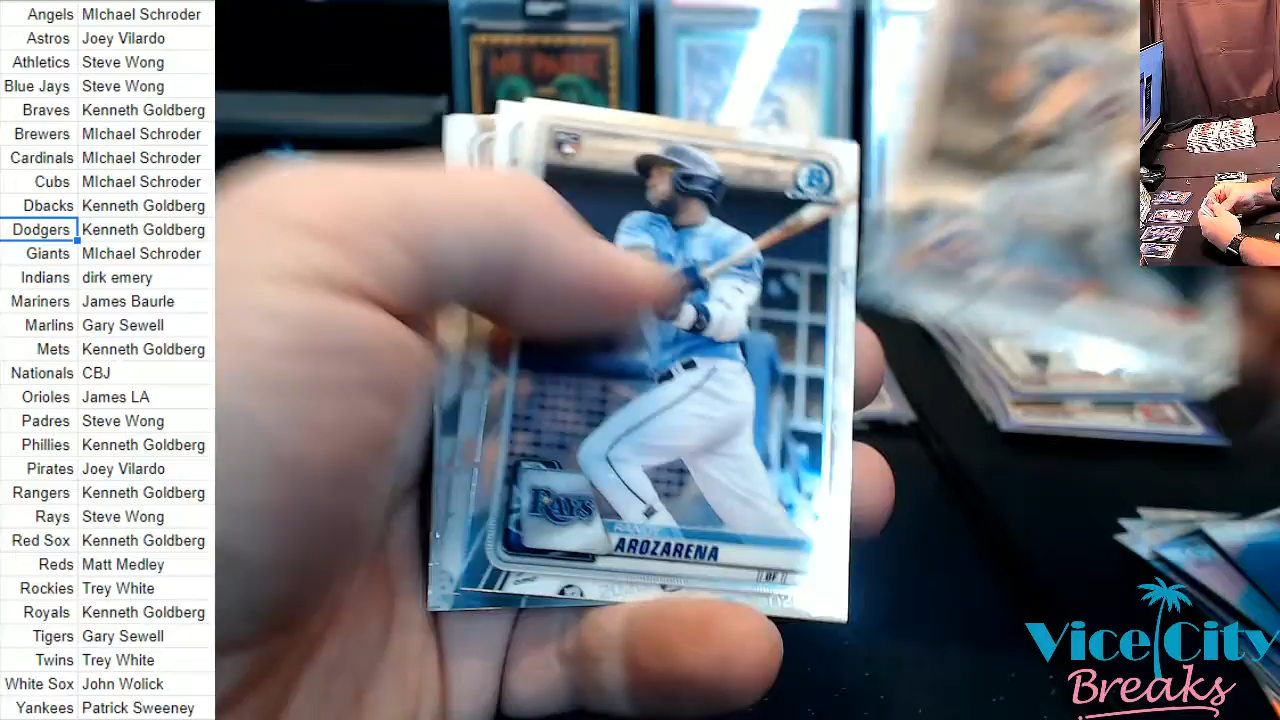 Angels MIchael Schroder
Astros Joey Vilardo
Athletics Steve Wong
Blue Jays Steve Wong
Braves Kenneth Goldberg
Brewers MIchael Schroder
Cardinals MIchael Schroder
Cubs MIchael Schroder
Dbacks Kenneth Goldberg
Dodgers Kenneth Goldberg
Giants MIchael Schroder
Indians dirk emery
Mariners James Baurle
Marlins Gary Sewell
Mets Kenneth Goldberg
Nationals CBJ
Orioles James LA
Padres Steve Wong
Phillies Kenneth Goldberg
Pirates Joey Vilardo
Rangers Kenneth Goldberg
Rays Steve Wong
Red Sox Kenneth Goldberg
Reds Matt Medley
Rockies Trey White
Royals Kenneth Goldberg
Tigers Gary Sewell
Twins Trey White
White Sox John Wolick
Yankees Patrick Sweeney
RC
B
RAYS
RANDY
AROZARENA
OF
Vice City
Breaks